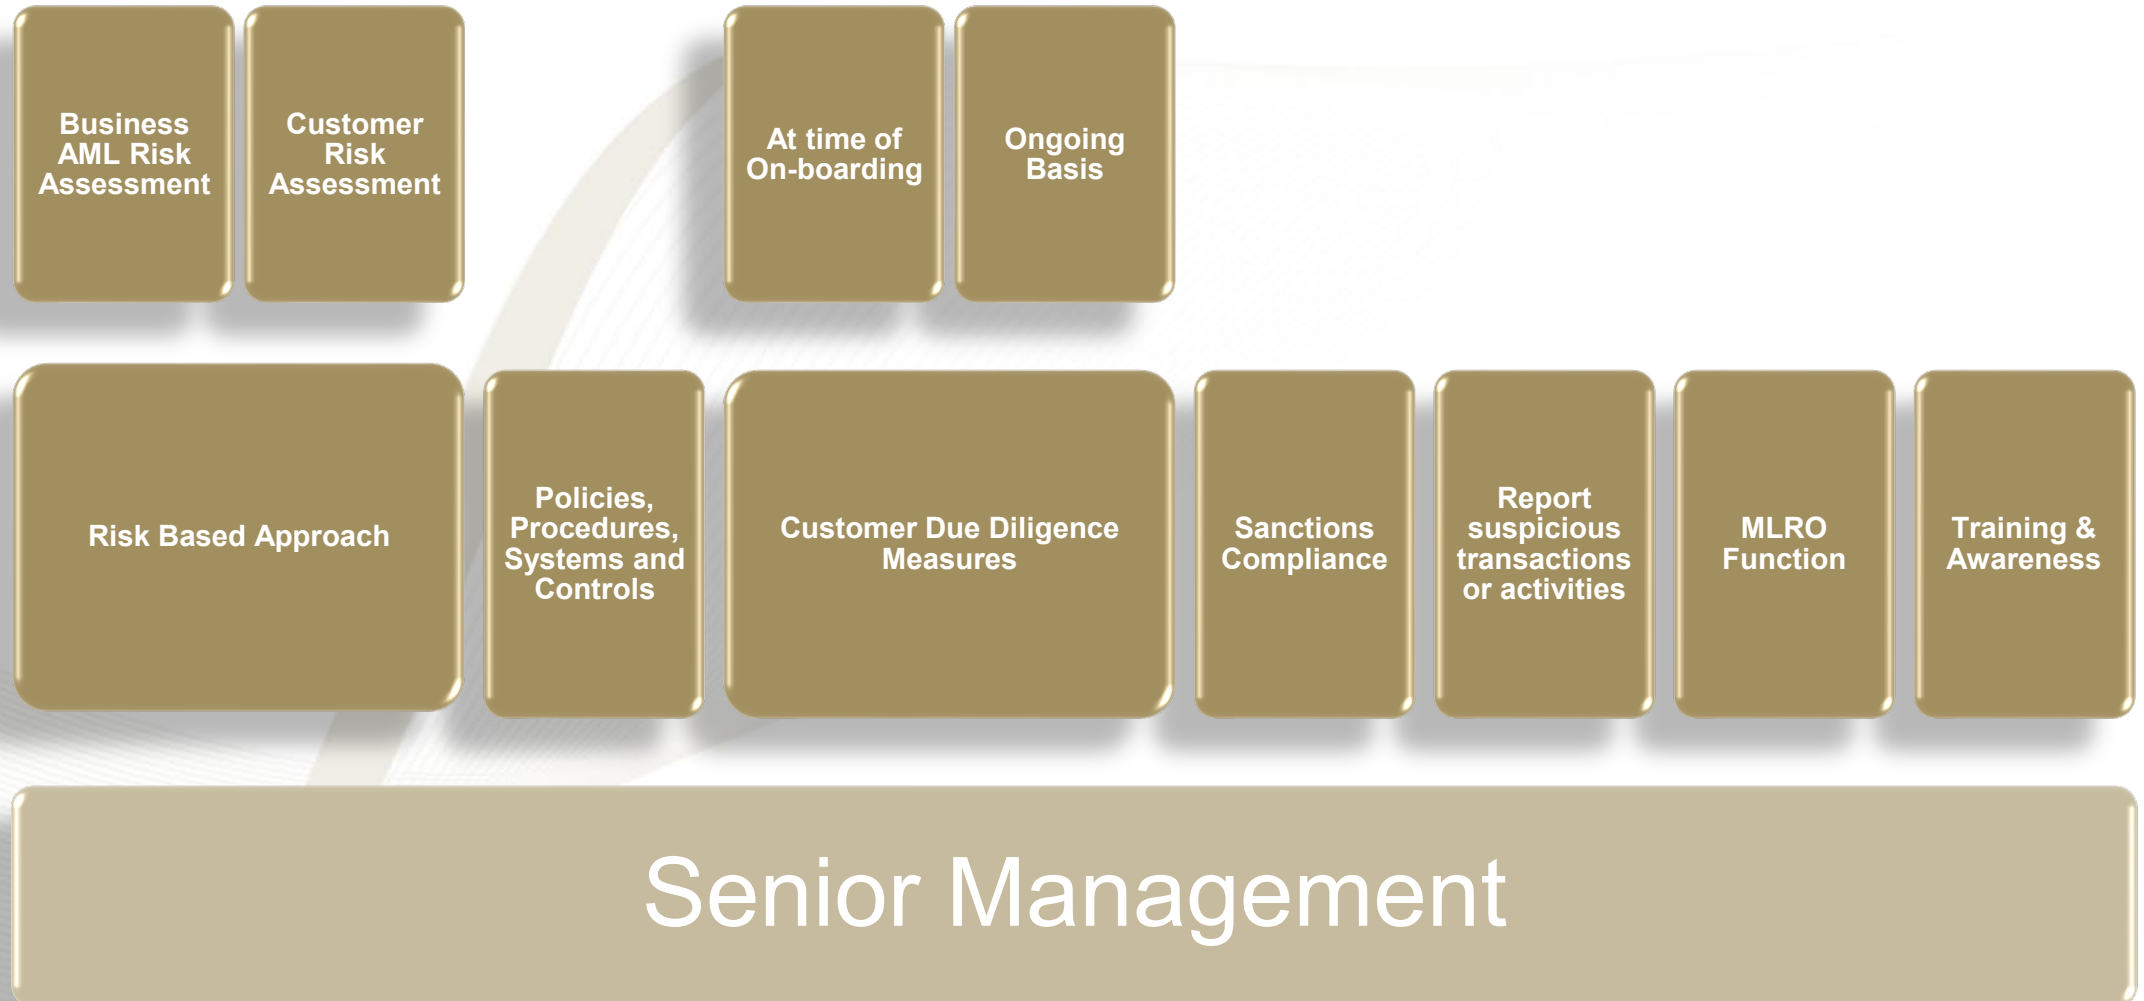 Business
AML Risk
Assessment
Customer
Risk
Assessment
At time of
On-boarding
Ongoing
Basis
Risk Based Approach
Policies,
Procedures,
Systems and
Controls
Customer Due Diligence
Measures
Sanctions
Compliance
Report
suspicious
transactions
or activities
MLRO
Function
Training &
Awareness
Senior Management